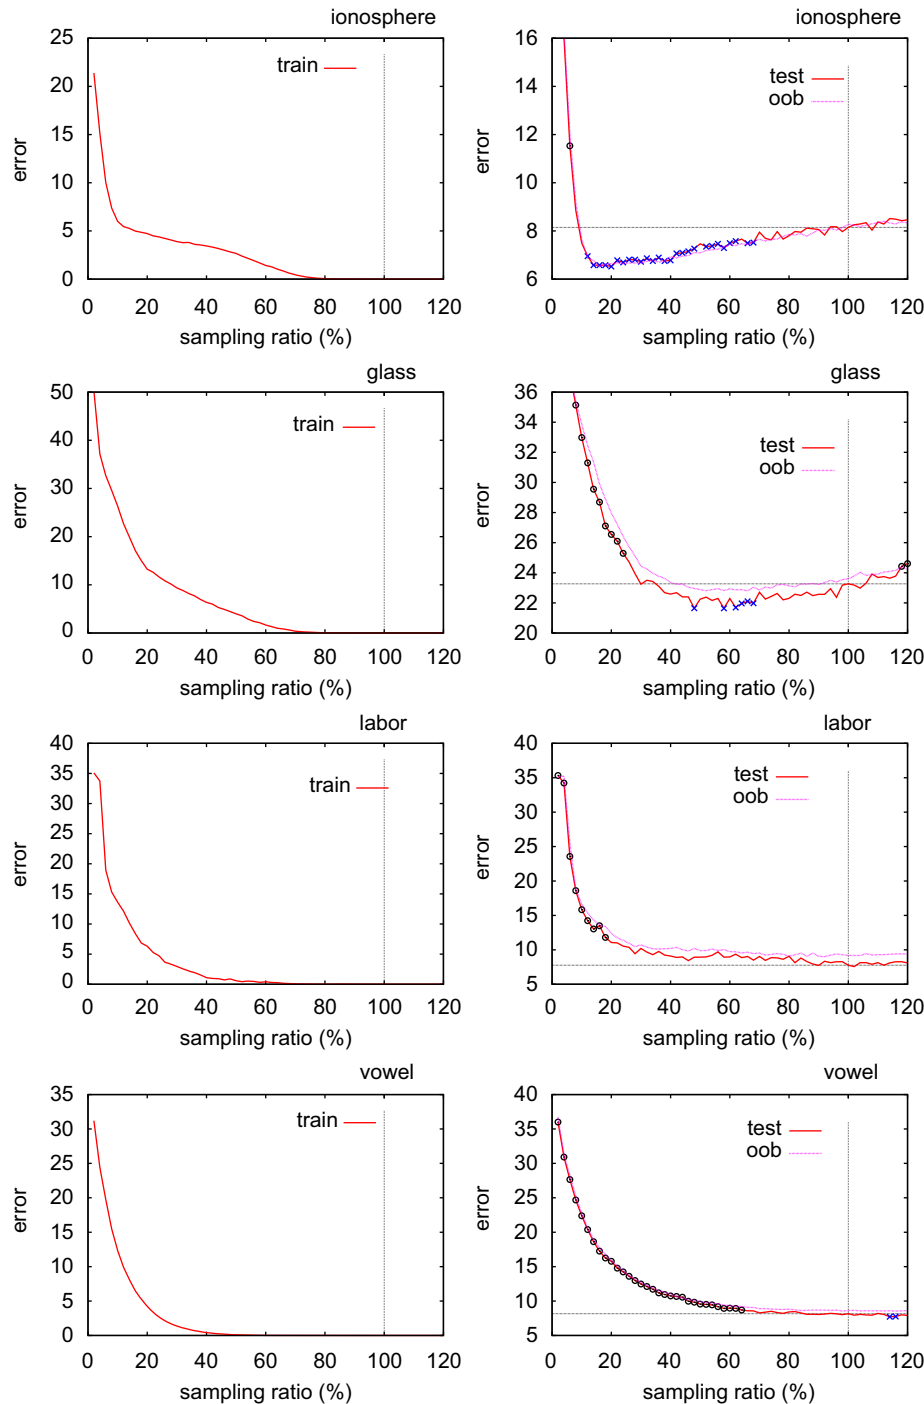 ionosphere
25
20
15
10
5
0
error
train
0 20 40 60 80 100 120
sampling ratio (%)
ionosphere
16
14
12
10
8
6
error
test
oob
0 20 40 60 80 100 120
sampling ratio (%)
glass
50
40
30
20
10
0
error
train
0 20 40 60 80 100 120
sampling ratio (%)
glass
36
34
32
30
28
26
24
22
20
error
test
oob
0 20 40 60 80 100 120
sampling ratio (%)
labor
40
35
30
25
20
15
10
5
0
error
train
0 20 40 60 80 100 120
sampling ratio (%)
labor
40
35
30
25
20
15
10
5
error
test
oob
0 20 40 60 80 100 120
sampling ratio (%)
vowel
35
30
25
20
15
10
5
0
error
train
0 20 40 60 80 100 120
sampling ratio (%)
vowel
40
35
30
25
20
15
10
5
error
test
oob
0 20 40 60 80 100 120
sampling ratio (%)